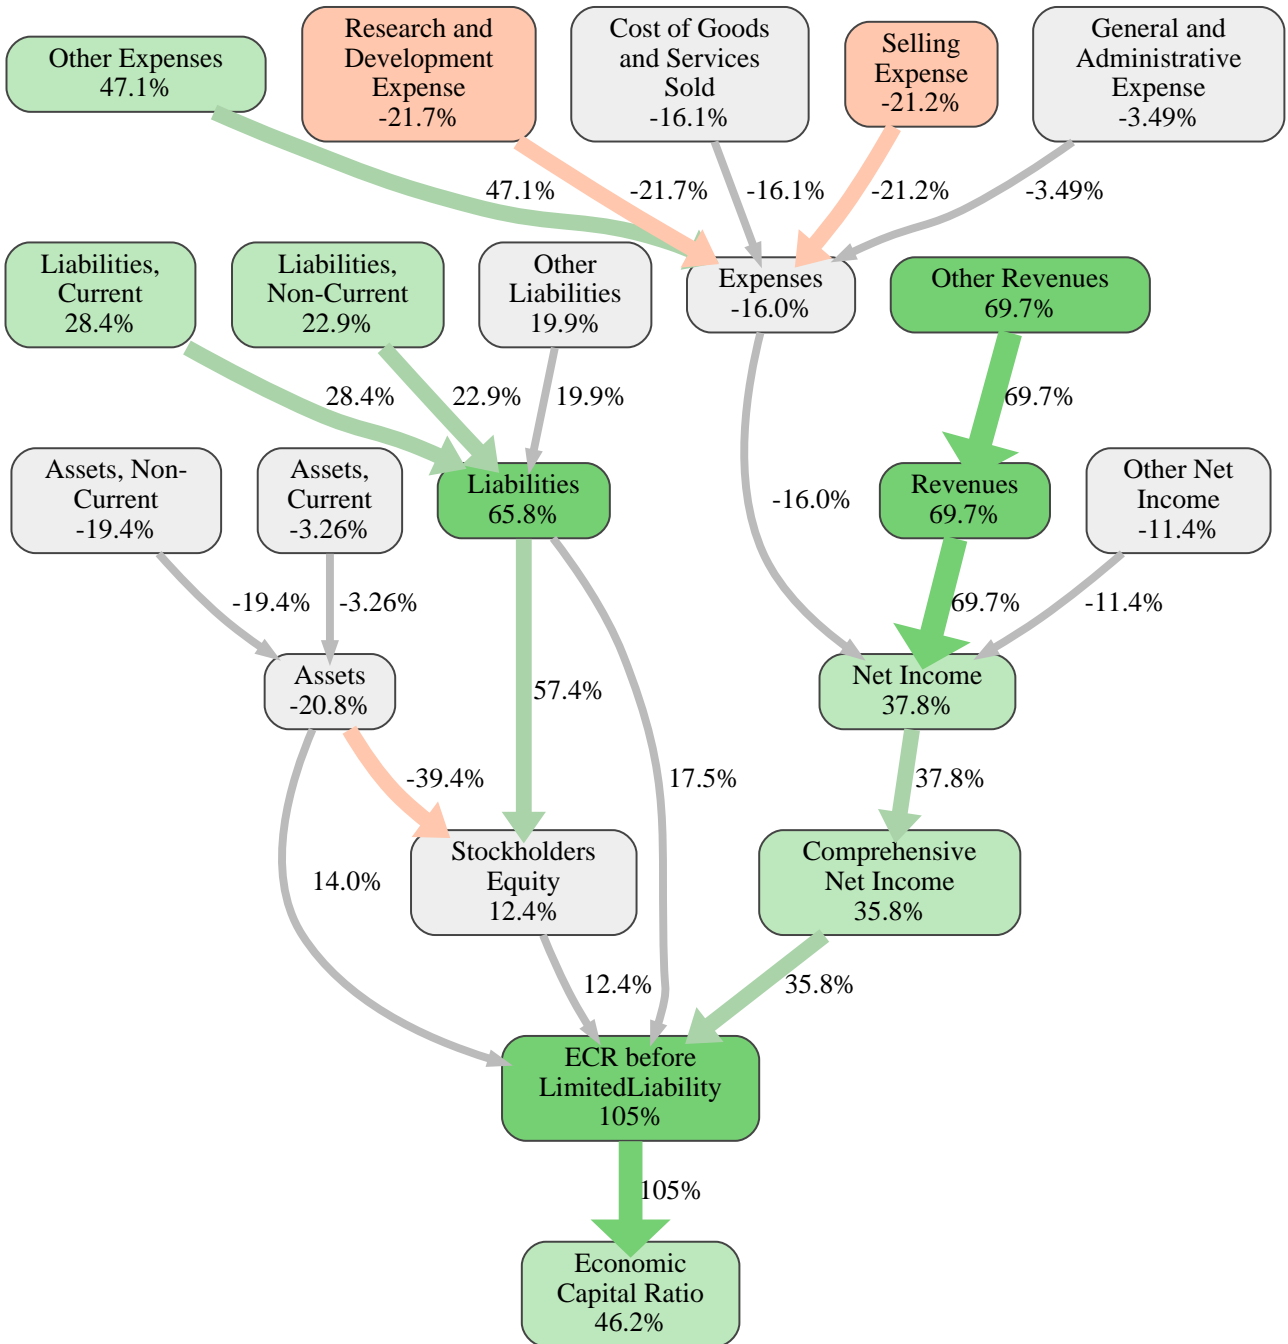 Other Expenses
47.1%
Research and
Development
Expense
-21.7%
Cost of Goods
and Services
Sold
-16.1%
Selling
Expense
-21.2%
General and
Administrative
Expense
-3.49%
47.1%
-21.7%
-16.1%
-21.2%
-3.49%
Liabilities,
Current
28.4%
Liabilities,
Non-Current
22.9%
Other
Liabilities
19.9%
Expenses
-16.0%
Other Revenues
69.7%
28.4%
22.9%
19.9%
69.7%
Assets, Non-
Current
-19.4%
Assets,
Current
-3.26%
Liabilities
65.8%
-16.0%
Revenues
69.7%
Other Net
Income
-11.4%
-19.4%
-3.26%
69.7%
-11.4%
Assets
-20.8%
57.4%
Net Income
37.8%
-39.4%
17.5%
37.8%
14.0%
Stockholders
Equity
12.4%
Comprehensive
Net Income
35.8%
12.4%
35.8%
ECR before
LimitedLiability
105%
105%
Economic
Capital Ratio
46.2%